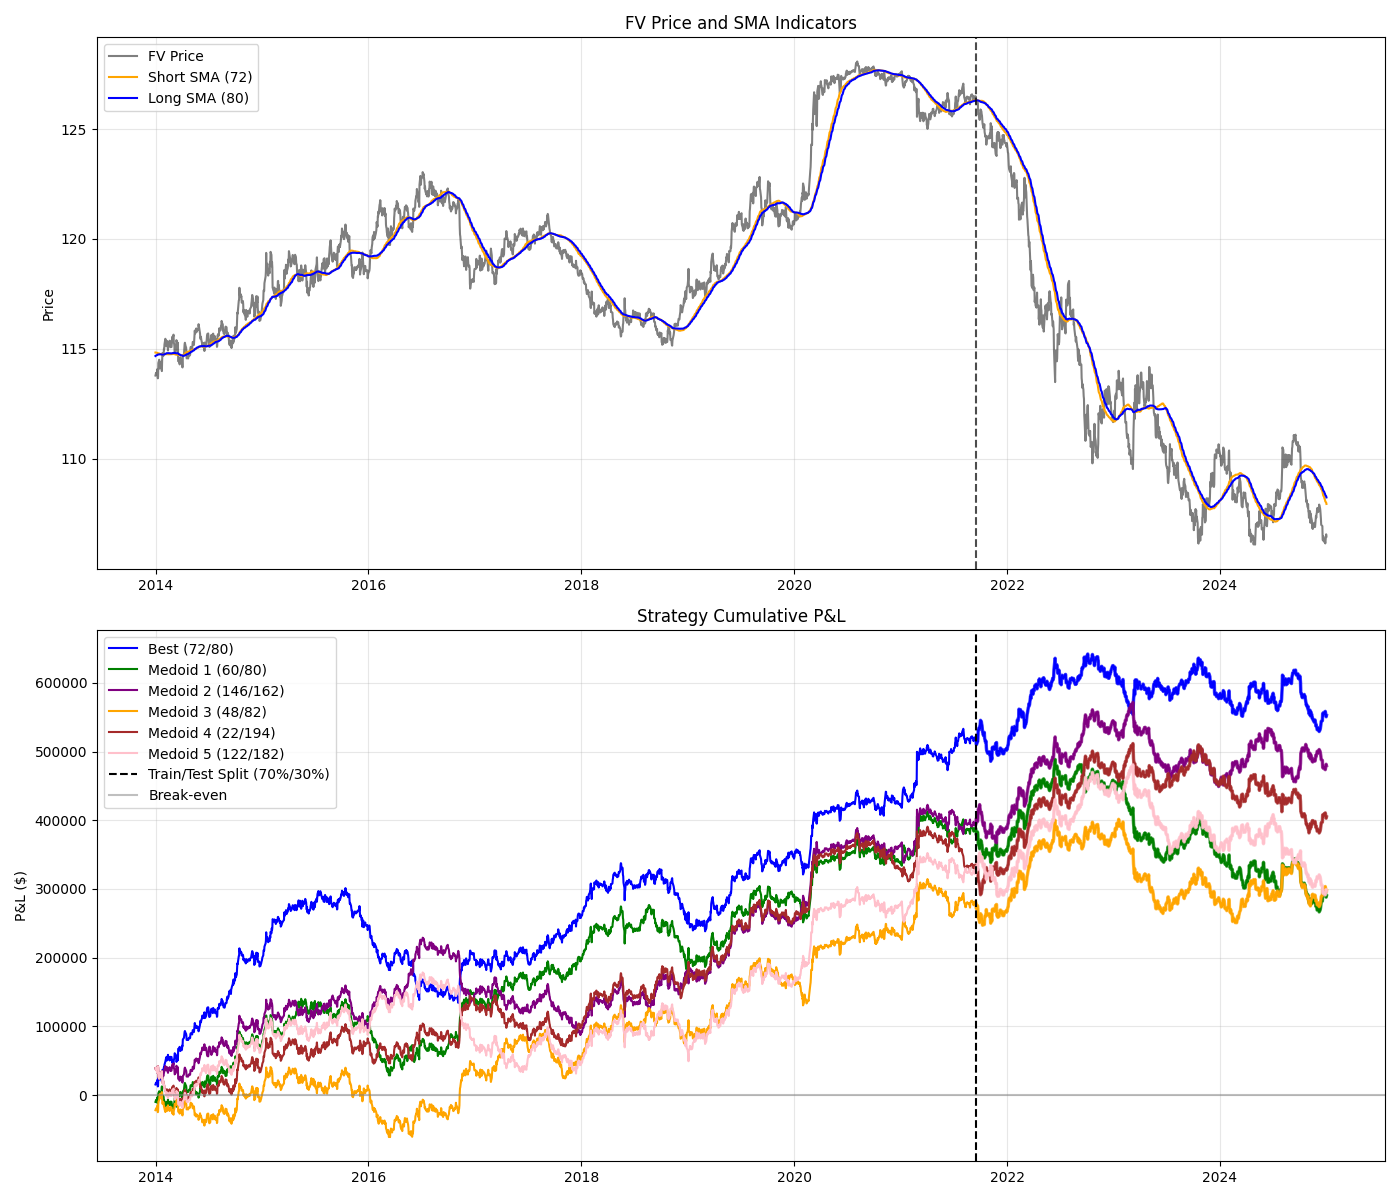 FV Price and SMA Indicators
FV Price
Short SMA (72)
Long SMA (80)
Price
125
120
115
110
2014
2016
2018
2020
2022
2024
Strategy Cumulative P&L
Best (72/80)
Medoid 1 (60/80)
Medoid 2 (146/162)
Medoid 3 (48/82)
Medoid 4 (22/194)
Medoid 5 (122/182)
Train/Test Split (70%/30%)
Break-even
P&L ($)
600000
500000
400000
300000
200000
100000
0
2014
2016
2018
2020
2022
2024